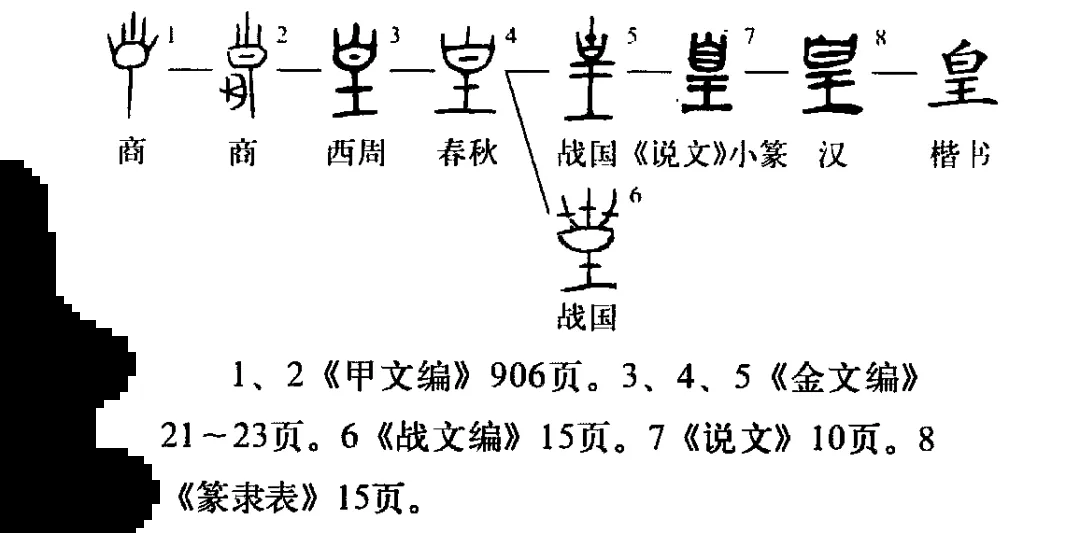 1 2 3 4 5 7 8 皇
商 商 西周 春秋 战国 《说文》小篆 汉 楷书
6
战国
1、2《甲文编》906页。3、4、5《金文编》
21～23页。6《战文编》15页。7《说文》10页。8
《篆隶表》15页。